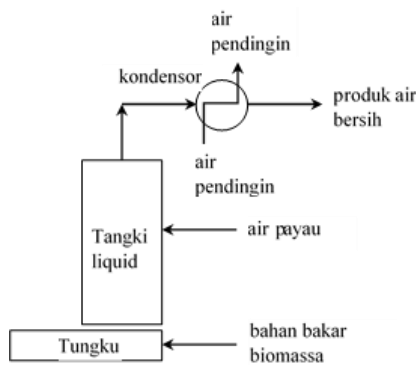 air
pendingin
kondensor
produk air
bersih
air
pendingin
Tangki
liquid
air payau
Tungku
bahan bakar
biomassa